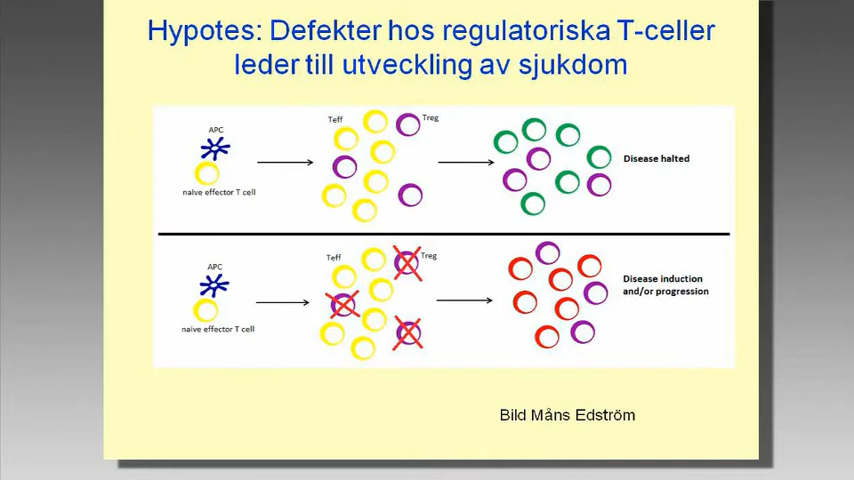 Hypotes: Defekter hos regulatoriska T-celler
leder till utveckling av sjukdom
APC
naive effector T cell
Teff
Treg
Disease halted
APC
naive effector T cell
Teff
Treg
Disease induction
and/or progression
Bild Måns Edström